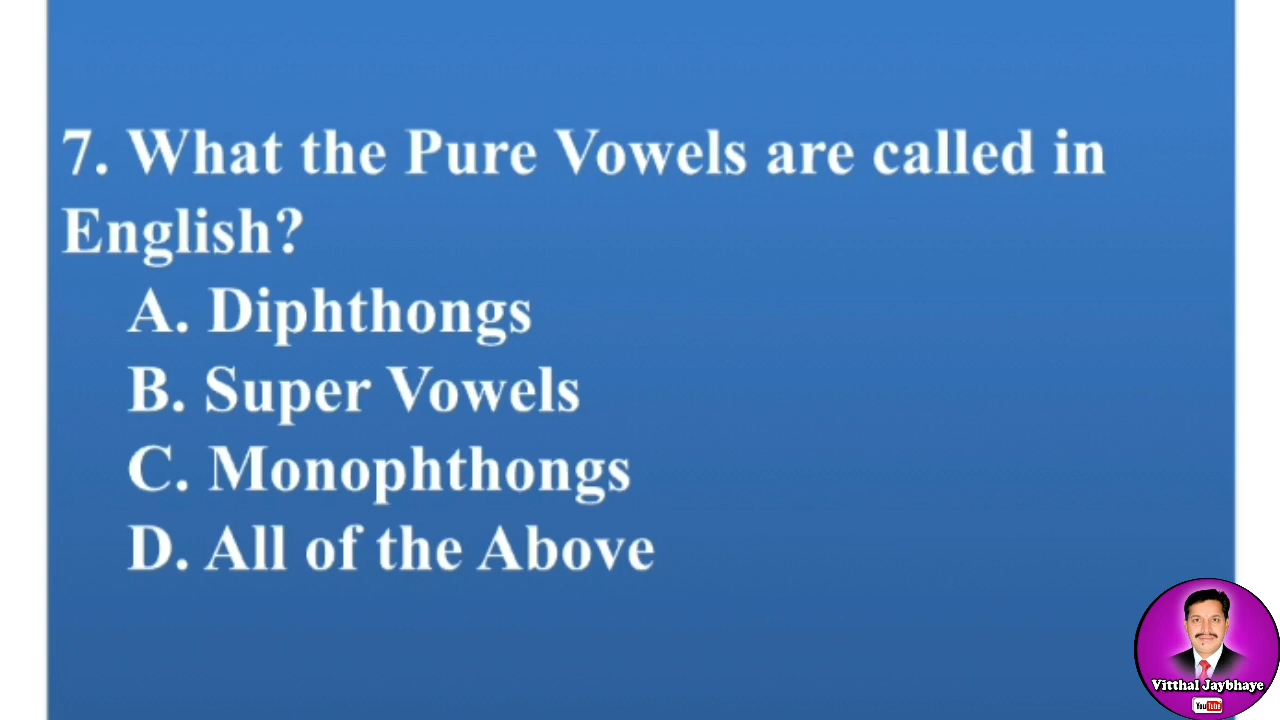 7. What the Pure Vowels are called in
English?
A. Diphthongs
B. Super Vowels
C. Monophthongs
D. All of the Above
Vitthal Jaybhaye
YouTube